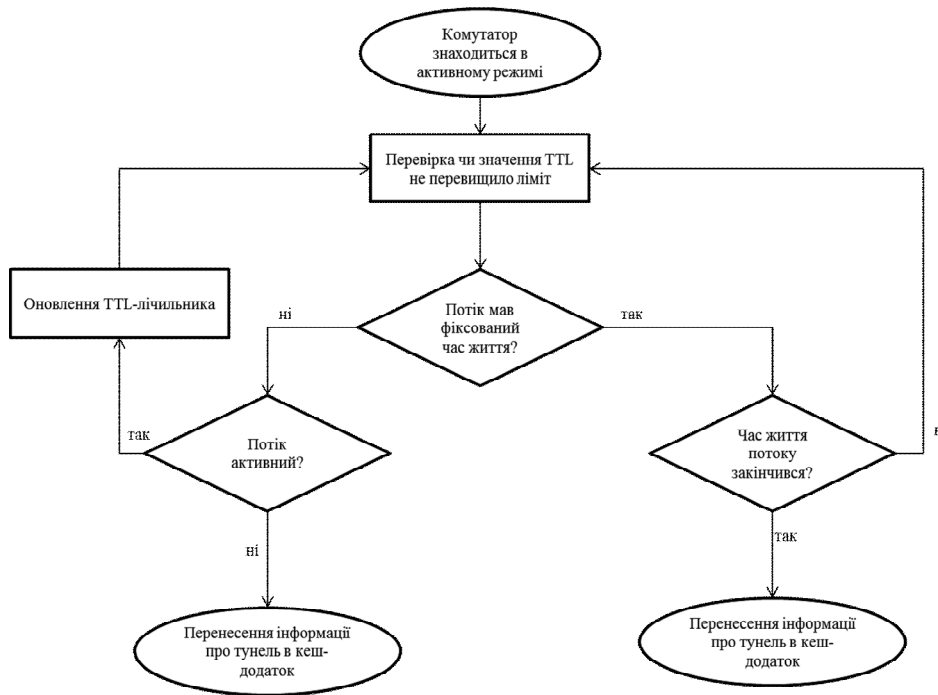 Комутатор
знаходиться в
активному режимі
Перевірка чи значення TTL
не перевищило ліміт
Оновлення TTL-лічильника
Потік мав
фіксований
час життя?
ні
так
Потік
активний?
так
Час життя
потоку
закінчився?
ні
так
Перенесення інформації
про тунель в кеш-
додаток
Перенесення інформації
про тунель в кеш-
додаток